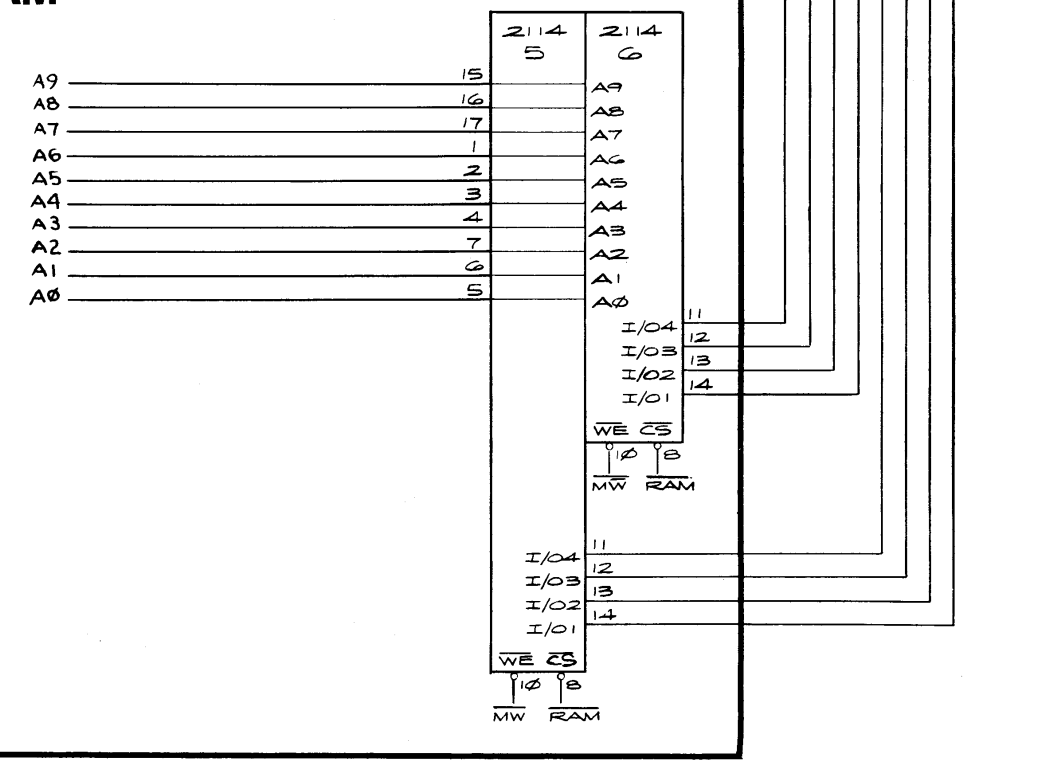 2114 2114
5 6
A9 15 A9
A8 16 A8
A7 17 A7
A6 1 A6
A5 2 A5
A4 3 A4
A3 4 A3
A2 7 A2
A1 6 A1
AØ 5 AØ
I/O4 11
I/O3 12
I/O2 13
I/O1 14
WE CS
1Ø 8
MW RAM
I/O4 11
I/O3 12
I/O2 13
I/O1 14
WE CS
1Ø 8
MW RAM